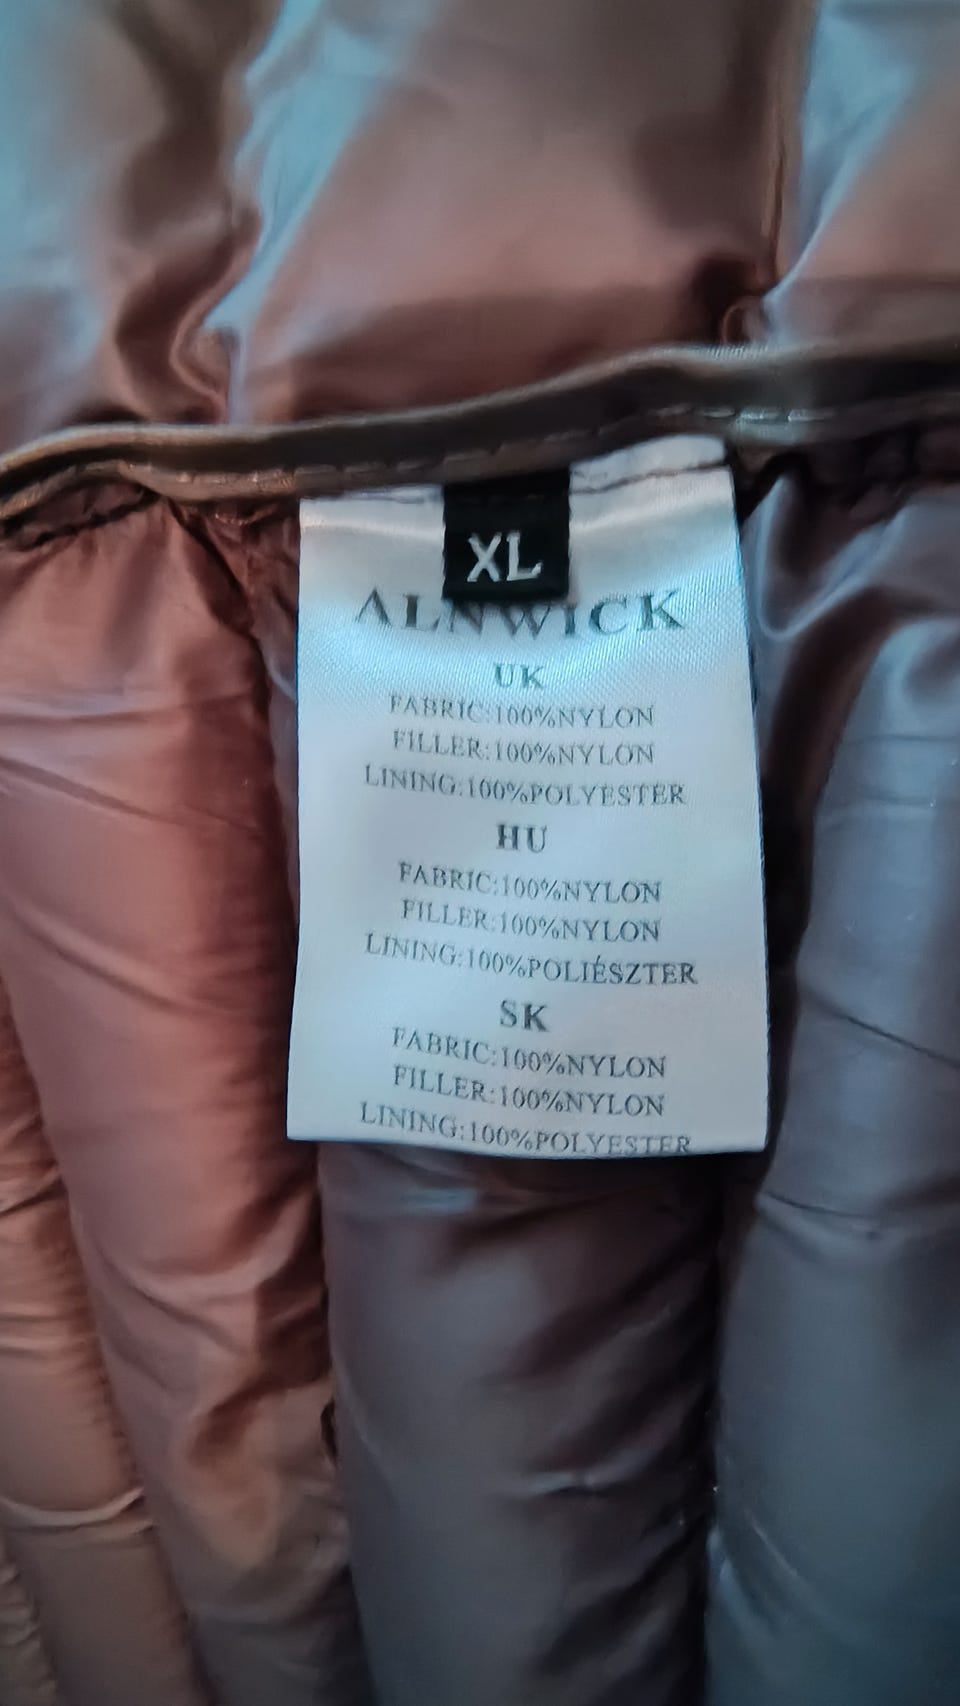 XL
ALNWICK
UK
FABRIC:100%NYLON
FILLER:100%NYLON
LINING:100%POLYESTER
HU
FABRIC:100%NYLON
FILLER:100%NYLON
LINING:100%POLIÉSZTER
SK
FABRIC:100%NYLON
FILLER:100%NYLON
LINING:100%POLYESTER